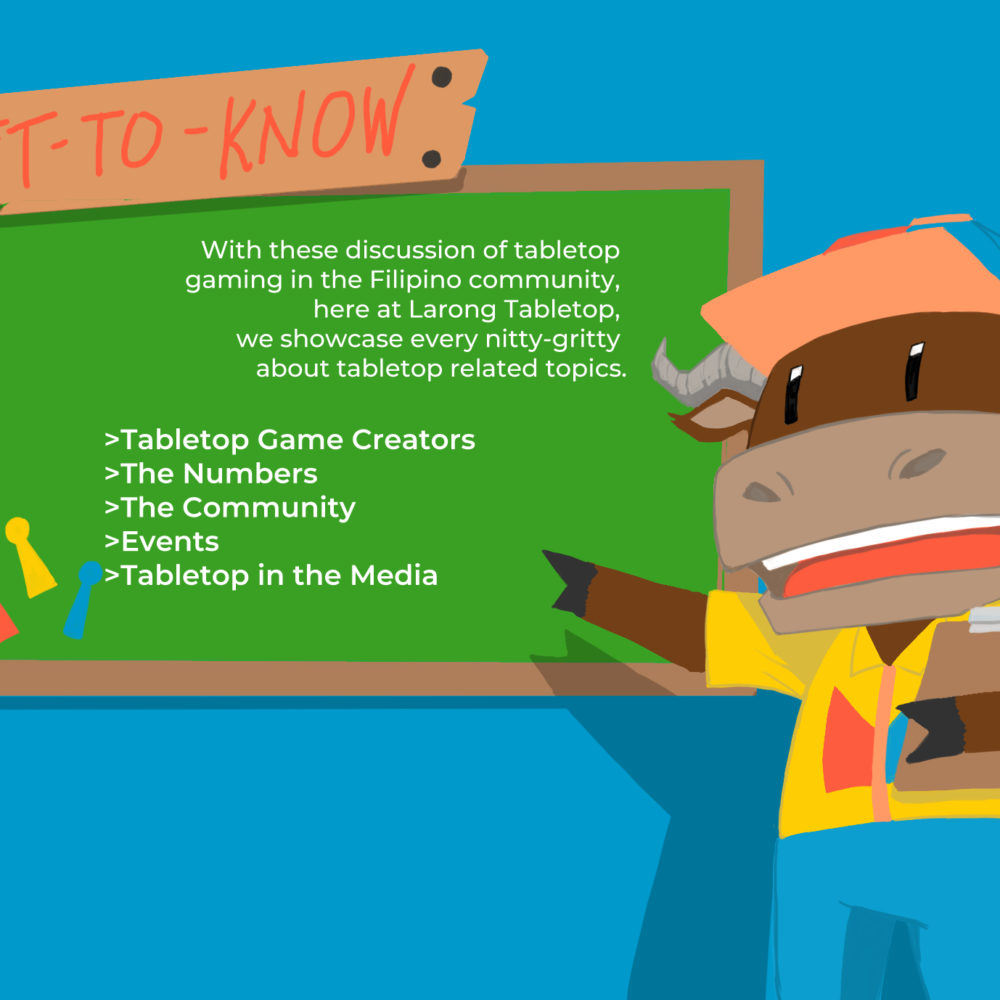 T-TO-KNOW
With these discussion of tabletop
gaming in the Filipino community,
here at Larong Tabletop,
we showcase every nitty-gritty
about tabletop related topics.
>Tabletop Game Creators
>The Numbers
>The Community
>Events
>Tabletop in the Media